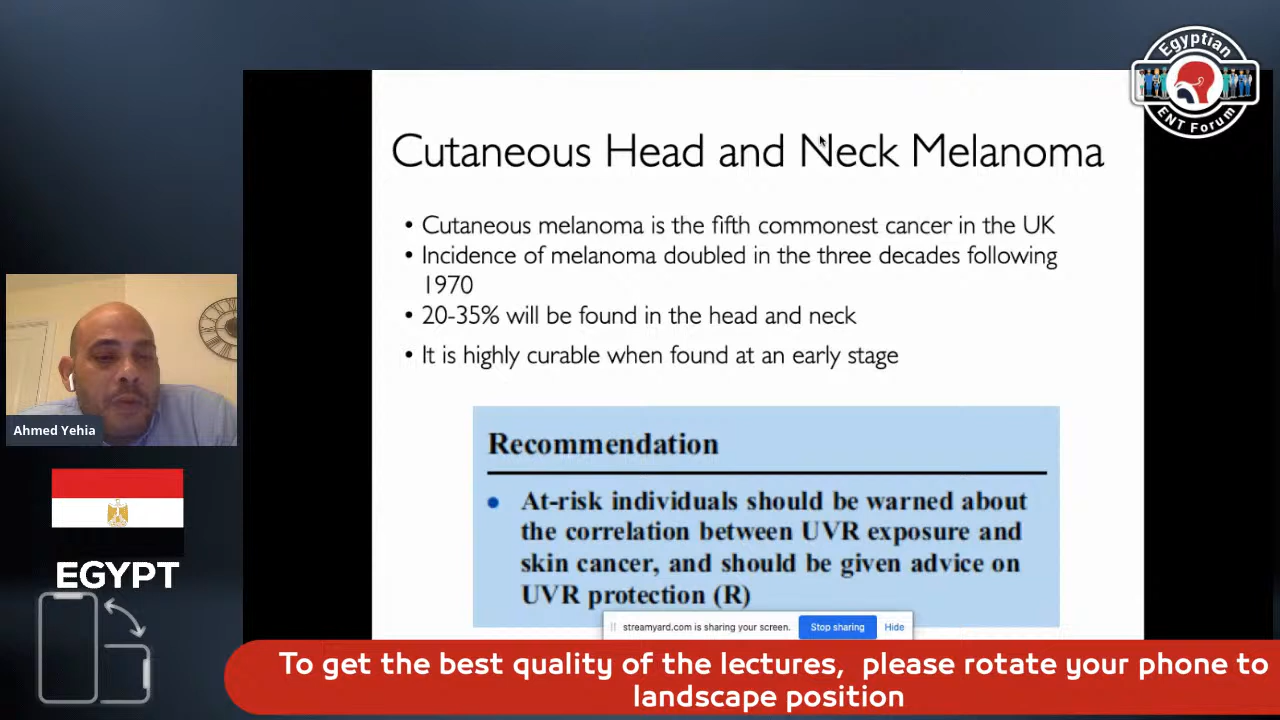 Egyptian
ENT Forum
Cutaneous Head and Neck Melanoma
• Cutaneous melanoma is the fifth commonest cancer in the UK
• Incidence of melanoma doubled in the three decades following
1970
• 20-35% will be found in the head and neck
• It is highly curable when found at an early stage
Recommendation
• At-risk individuals should be warned about
the correlation between UVR exposure and
skin cancer, and should be given advice on
UVR protection (R)
Ahmed Yehia
EGYPT
streamyard.com is sharing your screen.
Stop sharing
Hide
To get the best quality of the lectures, please rotate your phone to
landscape position